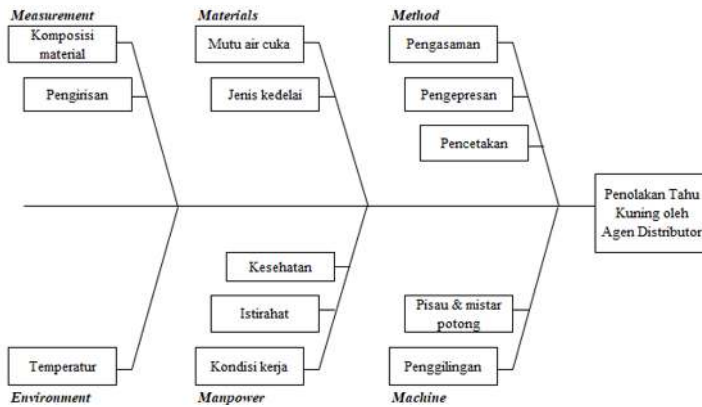 Measurement
Komposisi
material
Pengirisan
Materials
Mutu air cuka
Jenis kedelai
Method
Pengasaman
Pengepresan
Pencetakan
Penolakan Tahu
Kuning oleh
Agen Distributor
Temperatur
Environment
Kesehatan
Istirahat
Kondisi kerja
Manpower
Pisau & mistar
potong
Penggilingan
Machine